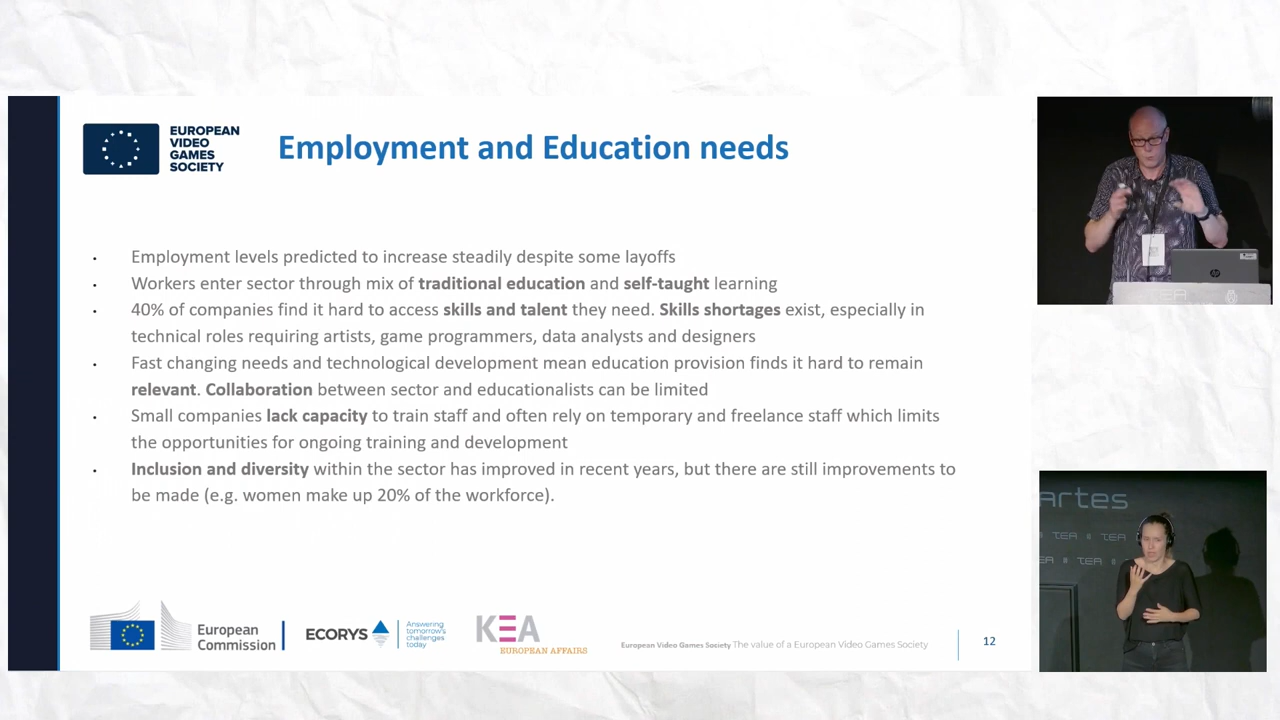 EUROPEAN
VIDEO
GAMES
SOCIETY
Employment and Education needs
• Employment levels predicted to increase steadily despite some layoffs
• Workers enter sector through mix of traditional education and self-taught learning
• 40% of companies find it hard to access skills and talent they need. Skills shortages exist, especially in
technical roles requiring artists, game programmers, data analysts and designers
• Fast changing needs and technological development mean education provision finds it hard to remain
relevant. Collaboration between sector and educationalists can be limited
• Small companies lack capacity to train staff and often rely on temporary and freelance staff which limits
the opportunities for ongoing training and development
• Inclusion and diversity within the sector has improved in recent years, but there are still improvements to
be made (e.g. women make up 20% of the workforce).
European
Commission
ECORYS
Answering
tomorrow's
challenges
today
KEA
EUROPEAN AFFAIRS
European Video Games Society The value of a European Video Games Society
12
hp
artes
TEA II TEA
TEA